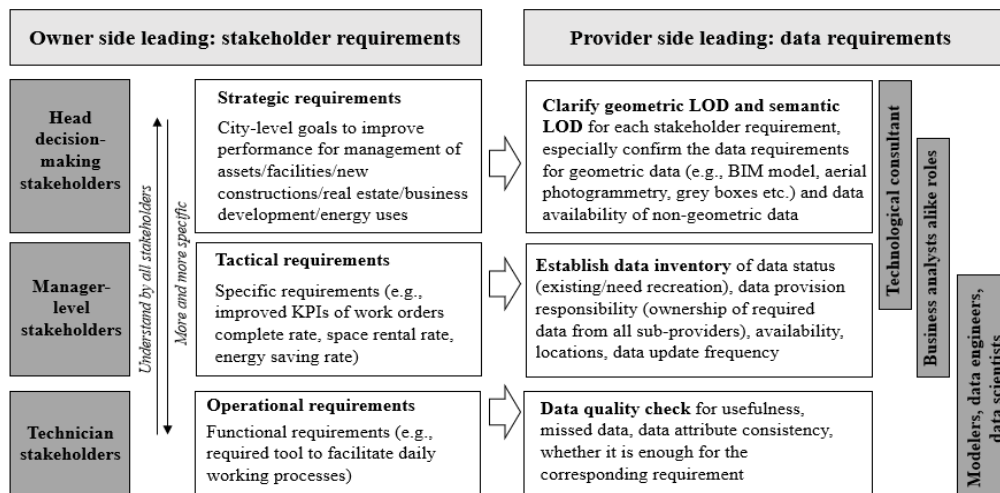 Owner side leading: stakeholder requirements
Provider side leading: data requirements
Head
decision-
making
stakeholders
Understand by all stakeholders
More and more specific
Strategic requirements
City-level goals to improve
performance for management of
assets/facilities/new
constructions/real estate/business
development/energy uses
Clarify geometric LOD and semantic
LOD for each stakeholder requirement,
especially confirm the data requirements
for geometric data (e.g., BIM model, aerial
photogrammetry, grey boxes etc.) and data
availability of non-geometric data
Technological consultant
Business analysts alike roles
Manager-
level
stakeholders
Tactical requirements
Specific requirements (e.g.,
improved KPIs of work orders
complete rate, space rental rate,
energy saving rate)
Establish data inventory of data status
(existing/need recreation), data provision
responsibility (ownership of required
data from all sub-providers), availability,
locations, data update frequency
Modelers, data engineers,
data scientists
Technician
stakeholders
Operational requirements
Functional requirements (e.g.,
required tool to facilitate daily
working processes)
Data quality check for usefulness,
missed data, data attribute consistency,
whether it is enough for the
corresponding requirement